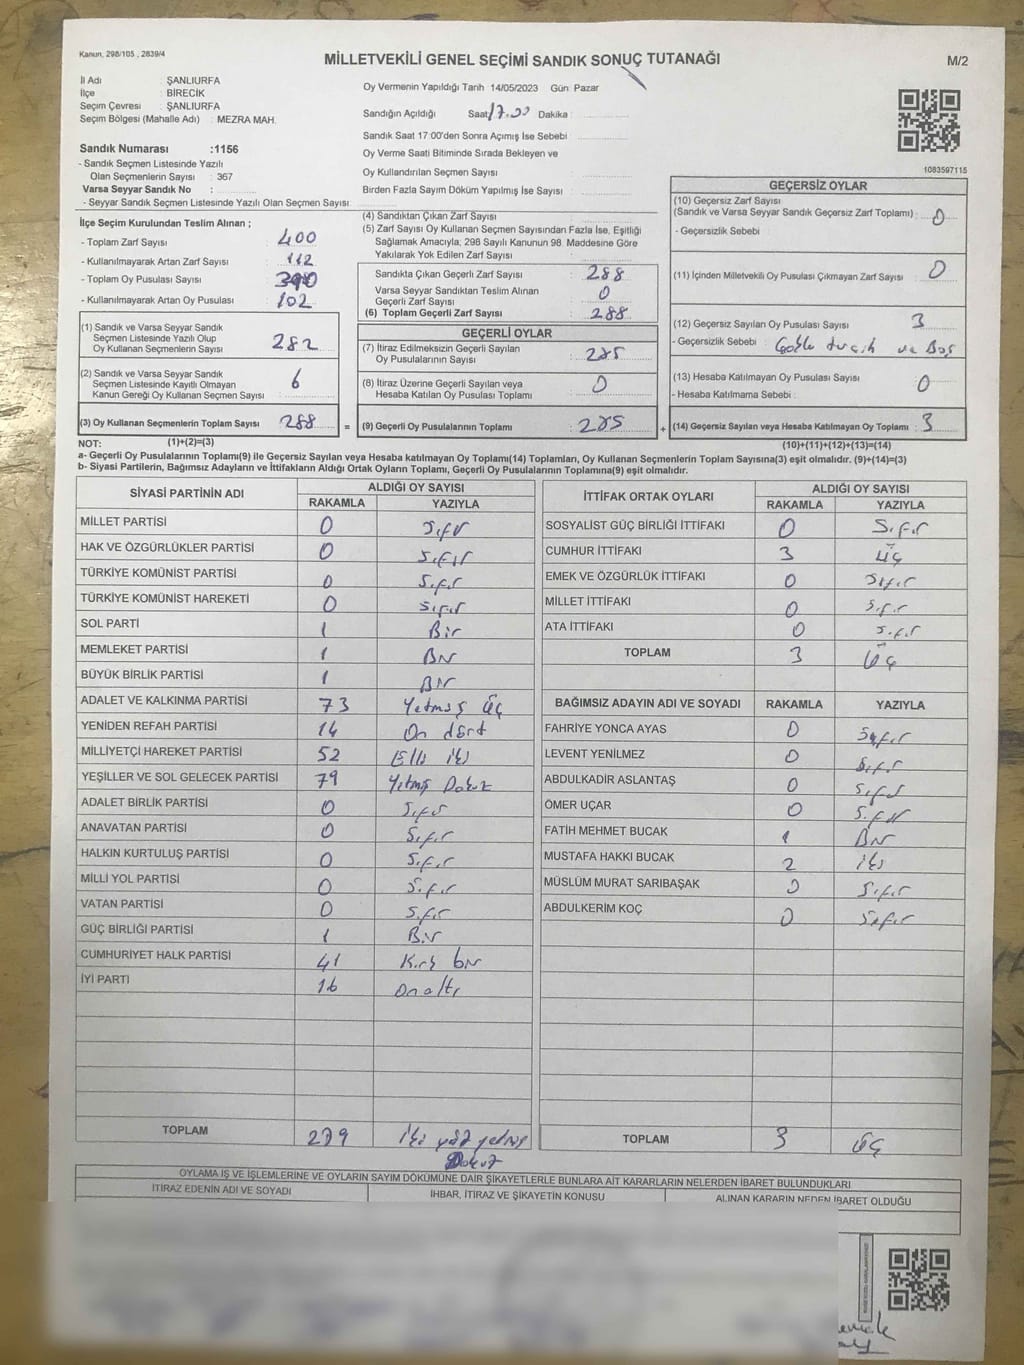 Kanun, 298/105 , 2839/4
MİLLETVEKİLİ GENEL SEÇİMİ SANDIK SONUÇ TUTANAĞI
M/2
İl Adı : ŞANLIURFA
İlçe : BİRECİK
Seçim Çevresi : ŞANLIURFA
Seçim Bölgesi (Mahalle Adı) : MEZRA MAH.
Oy Vermenin Yapıldığı Tarih 14/05/2023 Gün: Pazar
Sandığın Açıldığı Saat 17.00 Dakika :
Sandık Saat 17:00'den Sonra Açımış İse Sebebi :
Sandık Numarası :1156
- Sandık Seçmen Listesinde Yazılı
Olan Seçmenlerin Sayısı : 367
Varsa Seyyar Sandık No :
- Seyyar Sandık Seçmen Listesinde Yazılı Olan Seçmen Sayısı
Oy Verme Saati Bitiminde Sırada Bekleyen ve
Oy Kullandırılan Seçmen Sayısı :
Birden Fazla Sayım Döküm Yapılmış İse Sayısı :
1083597115
İlçe Seçim Kurulundan Teslim Alınan ;
- Toplam Zarf Sayısı : 400
- Kullanılmayarak Artan Zarf Sayısı : 112
- Toplam Oy Pusulası Sayısı : 390
- Kullanılmayarak Artan Oy Pusulası : 102
(1) Sandık ve Varsa Seyyar Sandık
Seçmen Listesinde Yazılı Olup
Oy Kullanan Seçmenlerin Sayısı : 282
(2) Sandık ve Varsa Seyyar Sandık
Seçmen Listesinde Kayıtlı Olmayan
Kanun Gereği Oy Kullanan Seçmen Sayısı : 6
(3) Oy Kullanan Seçmenlerin Toplam Sayısı : 288 =
(4) Sandıktan Çıkan Zarf Sayısı :
(5) Zarf Sayısı Oy Kullanan Seçmen Sayısından Fazla İse, Eşitliği
Sağlamak Amacıyla, 298 Sayılı Kanunun 98. Maddesine Göre
Yakılarak Yok Edilen Zarf Sayısı :
Sandıkta Çıkan Geçerli Zarf Sayısı : 288
Varsa Seyyar Sandıktan Teslim Alınan
Geçerli Zarf Sayısı : 0
(6) Toplam Geçerli Zarf Sayısı : 288
GEÇERLİ OYLAR
(7) İtiraz Edilmeksizin Geçerli Sayılan
Oy Pusulalarının Sayısı : 285
(8) İtiraz Üzerine Geçerli Sayılan veya
Hesaba Katılan Oy Pusulası Toplamı : 0
(9) Geçerli Oy Pusulalarının Toplamı : 285 +
GEÇERSİZ OYLAR
(10) Geçersiz Zarf Sayısı
(Sandık ve Varsa Seyyar Sandık Geçersiz Zarf Toplamı) : 0
- Geçersizlik Sebebi :
(11) İçinden Milletvekili Oy Pusulası Çıkmayan Zarf Sayısı : 0
(12) Geçersiz Sayılan Oy Pusulası Sayısı : 3
- Geçersizlik Sebebi : ve Boş
(13) Hesaba Katılmayan Oy Pusulası Sayısı : 0
- Hesaba Katılmama Sebebi :
(14) Geçersiz Sayılan veya Hesaba Katılmayan Oy Toplamı : 3
NOT: (1)+(2)=(3)
(10)+(11)+(12)+(13)=(14)
a- Geçerli Oy Pusulalarının Toplamı(9) ile Geçersiz Sayılan veya Hesaba katılmayan Oy Toplamı(14) Toplamları, Oy Kullanan Seçmenlerin Toplam Sayısına(3) eşit olmalıdır. (9)+(14)=(3)
b- Siyasi Partilerin, Bağımsız Adayların ve İttifakların Aldığı Ortak Oyların Toplamı, Geçerli Oy Pusulalarının Toplamına(9) eşit olmalıdır.
SİYASİ PARTİNİN ADI ALDIĞI OY SAYISI
RAKAMLA YAZIYLA
MİLLET PARTİSİ 0 Sıfır
HAK VE ÖZGÜRLÜKLER PARTİSİ 0 Sıfır
TÜRKİYE KOMÜNİST PARTİSİ 0 Sıfır
TÜRKİYE KOMÜNİST HAREKETİ 0 Sıfır
SOL PARTİ 1 Bir
MEMLEKET PARTİSİ 1 Bir
BÜYÜK BİRLİK PARTİSİ 1 Bir
ADALET VE KALKINMA PARTİSİ 73 Yetmiş Üç
YENİDEN REFAH PARTİSİ 14 On dört
MİLLİYETÇİ HAREKET PARTİSİ 52 Elli iki
YEŞİLLER VE SOL GELECEK PARTİSİ 79 Yetmiş Dokuz
ADALET BİRLİK PARTİSİ 0 Sıfır
ANAVATAN PARTİSİ 0 Sıfır
HALKIN KURTULUŞ PARTİSİ 0 Sıfır
MİLLİ YOL PARTİSİ 0 Sıfır
VATAN PARTİSİ 0 Sıfır
GÜÇ BİRLİĞİ PARTİSİ 1 Bir
CUMHURİYET HALK PARTİSİ 41 Kırk bir
İYİ PARTİ 16 On altı
TOPLAM 279 İki yüz yetmiş
Dokuz
İTTİFAK ORTAK OYLARI ALDIĞI OY SAYISI
RAKAMLA YAZIYLA
SOSYALİST GÜÇ BİRLİĞİ İTTİFAKI 0 Sıfır
CUMHUR İTTİFAKI 3 Üç
EMEK VE ÖZGÜRLÜK İTTİFAKI 0 Sıfır
MİLLET İTTİFAKI 0 Sıfır
ATA İTTİFAKI 0 Sıfır
TOPLAM 3 Üç
BAĞIMSIZ ADAYIN ADI VE SOYADI RAKAMLA YAZIYLA
FAHRİYE YONCA AYAS 0 Sıfır
LEVENT YENİLMEZ 0 Sıfır
ABDULKADİR ASLANTAŞ 0 Sıfır
ÖMER UÇAR 0 Sıfır
FATİH MEHMET BUCAK 1 Bir
MUSTAFA HAKKI BUCAK 2 iki
MÜSLÜM MURAT SARIBAŞAK 0 Sıfır
ABDULKERİM KOÇ 0 Sıfır
TOPLAM 3 Üç
OYLAMA İŞ VE İŞLEMLERİNE VE OYLARIN SAYIM DÖKÜMÜNE DAİR ŞİKAYETLERLE BUNLARA AİT KARARLARIN NELERDEN İBARET BULUNDUKLARI
İTİRAZ EDENİN ADI VE SOYADI İHBAR, İTİRAZ VE ŞİKAYETİN KONUSU ALINAN KARARIN NEDEN İBARET OLDUĞU